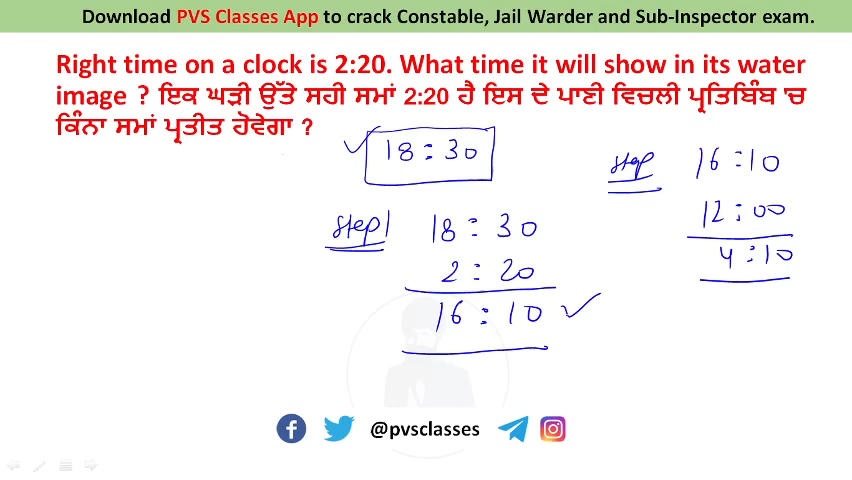 Download PVS Classes App to crack Constable, Jail Warder and Sub-Inspector exam.
Right time on a clock is 2:20. What time it will show in its water
image ? ਇਕ ਘੜੀ ਉੱਤੇ ਸਹੀ ਸਮਾਂ 2:20 ਹੈ ਇਸ ਦੇ ਪਾਣੀ ਵਿਚਲੀ ਪ੍ਰਤਿਬਿੰਬ 'ਚ
ਕਿੰਨਾ ਸਮਾਂ ਪ੍ਰਤੀਤ ਹੋਵੇਗਾ ?
18:30
Step 1
18:30
2:20
16:10
Step
16:10
12:00
4:10
@pvsclasses